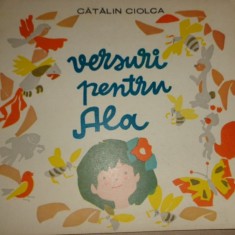 CĂTĂLIN CIOLCA
versuri
pentru
Ala